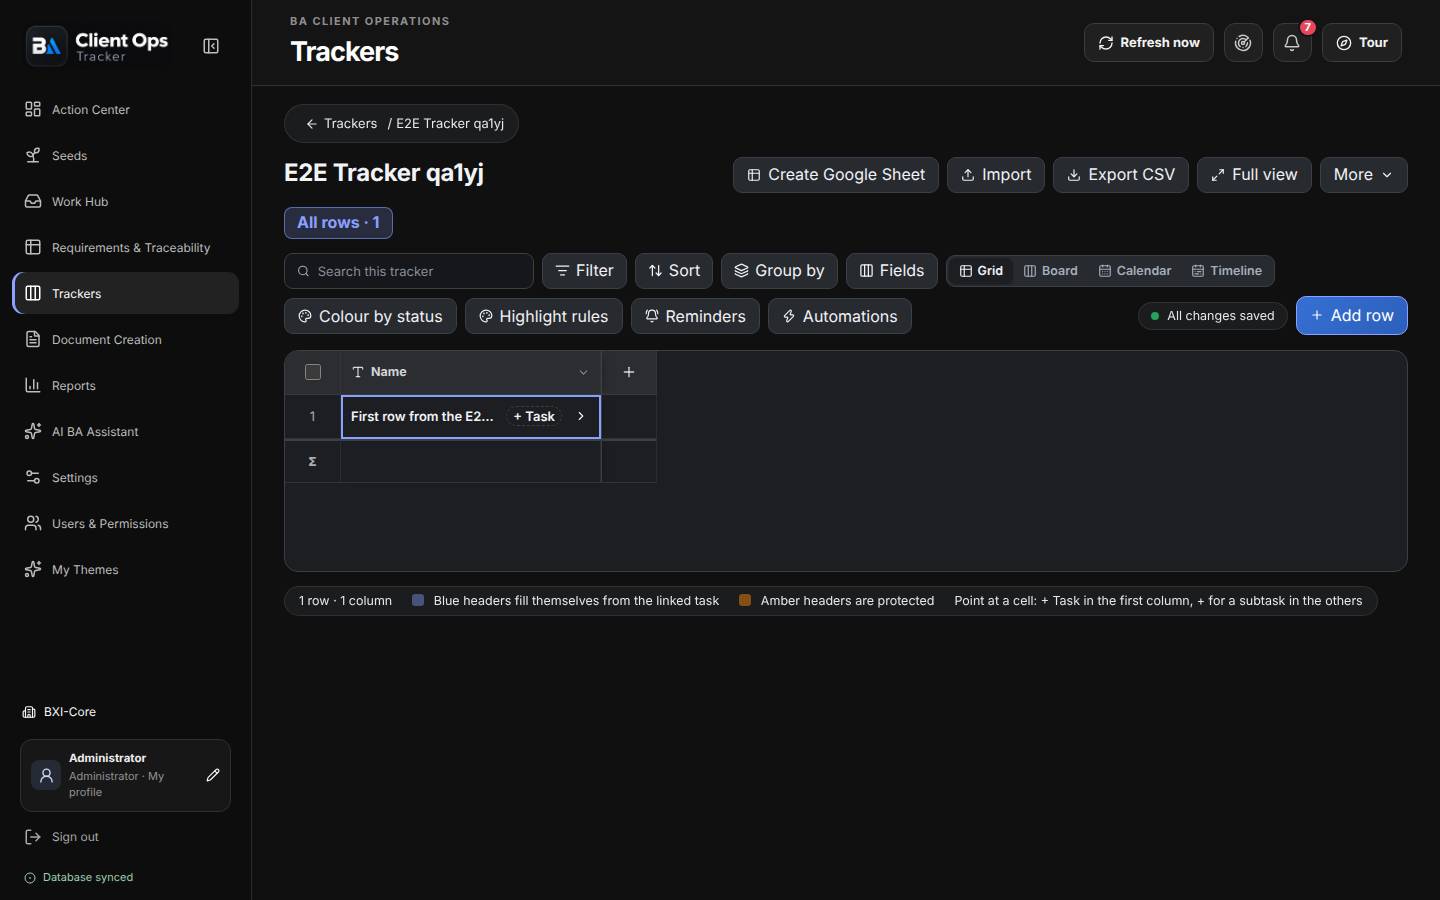 BA Client Ops
Tracker
BA CLIENT OPERATIONS
Trackers
Refresh now
7
Tour
Action Center
Seeds
Work Hub
Requirements & Traceability
Trackers
Document Creation
Reports
AI BA Assistant
Settings
Users & Permissions
My Themes
BXI-Core
Administrator
Administrator · My
profile
Sign out
Database synced
← Trackers / E2E Tracker qa1yj
E2E Tracker qa1yj
Create Google Sheet
Import
Export CSV
Full view
More
All rows · 1
Search this tracker
Filter
Sort
Group by
Fields
Grid
Board
Calendar
Timeline
Colour by status
Highlight rules
Reminders
Automations
All changes saved
+ Add row
Name
+
1
First row from the E2...
+ Task
Σ
1 row · 1 column
Blue headers fill themselves from the linked task
Amber headers are protected
Point at a cell: + Task in the first column, + for a subtask in the others